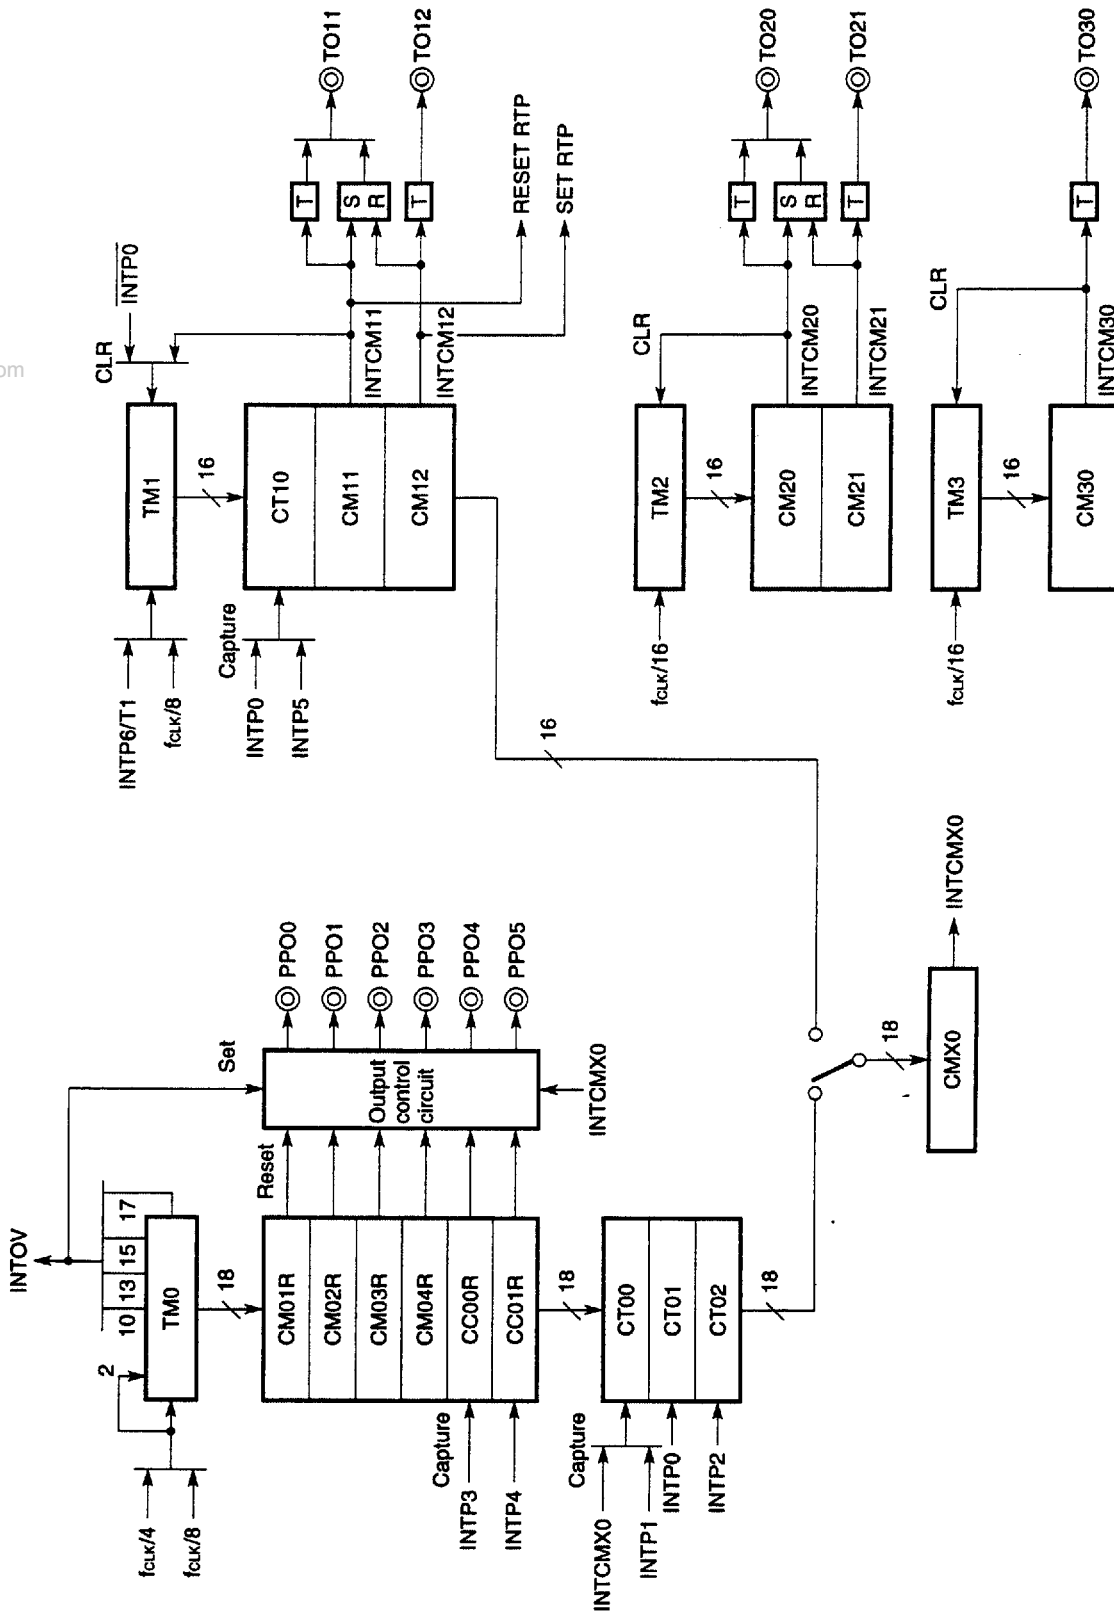 INTOV
fCLK/4
fCLK/8
2
10
13
15
17
TM0
18
Set
Reset
CM01R
CM02R
CM03R
CM04R
CC00R
CC01R
Capture
INTP3
INTP4
Output
control
circuit
PPO0
PPO1
PPO2
PPO3
PPO4
PPO5
INTCMX0
18
Capture
INTCMX0
INTP1
INTP0
INTP2
CT00
CT01
CT02
18
18
CMX0
INTCMX0
16
INTP6/T1
fCLK/8
TM1
CLR
INTP0
16
Capture
INTP0
INTP5
CT10
CM11
CM12
INTCM11
INTCM12
T
S
R
T
TO11
TO12
RESET RTP
SET RTP
fCLK/16
TM2
CLR
16
CM20
CM21
INTCM20
INTCM21
T
S
R
T
TO20
TO21
fCLK/16
TM3
CLR
16
CM30
INTCM30
T
TO30
om